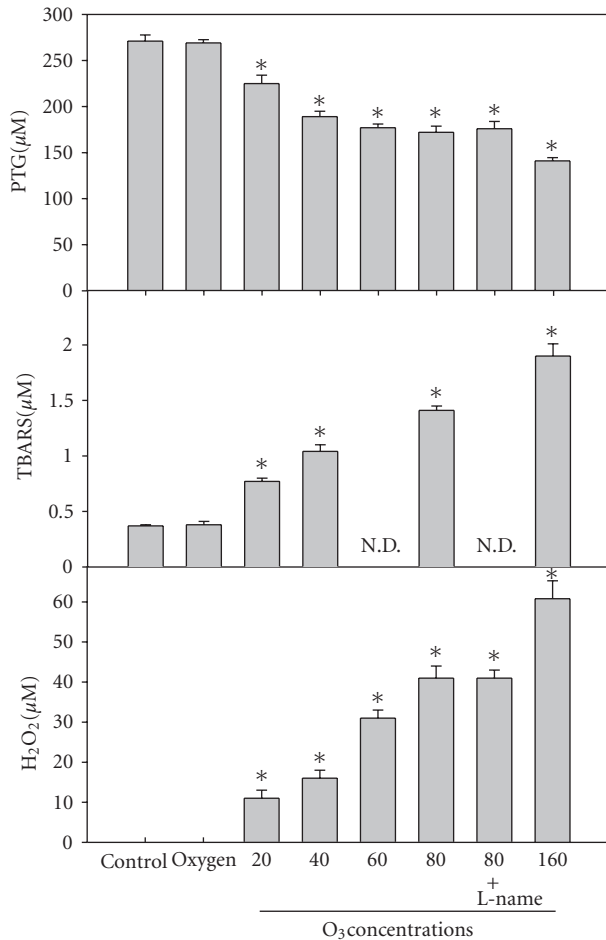 300
250
200
150
100
50
0
PTG(μM)
* * * * * *
2
1.5
1
0.5
0
TBARS(μM)
* * N.D. * N.D. *
60
50
40
30
20
10
0
H₂O₂(μM)
* * * * * *
Control Oxygen 20 40 60 80 80 160
+
L-name
O₃concentrations